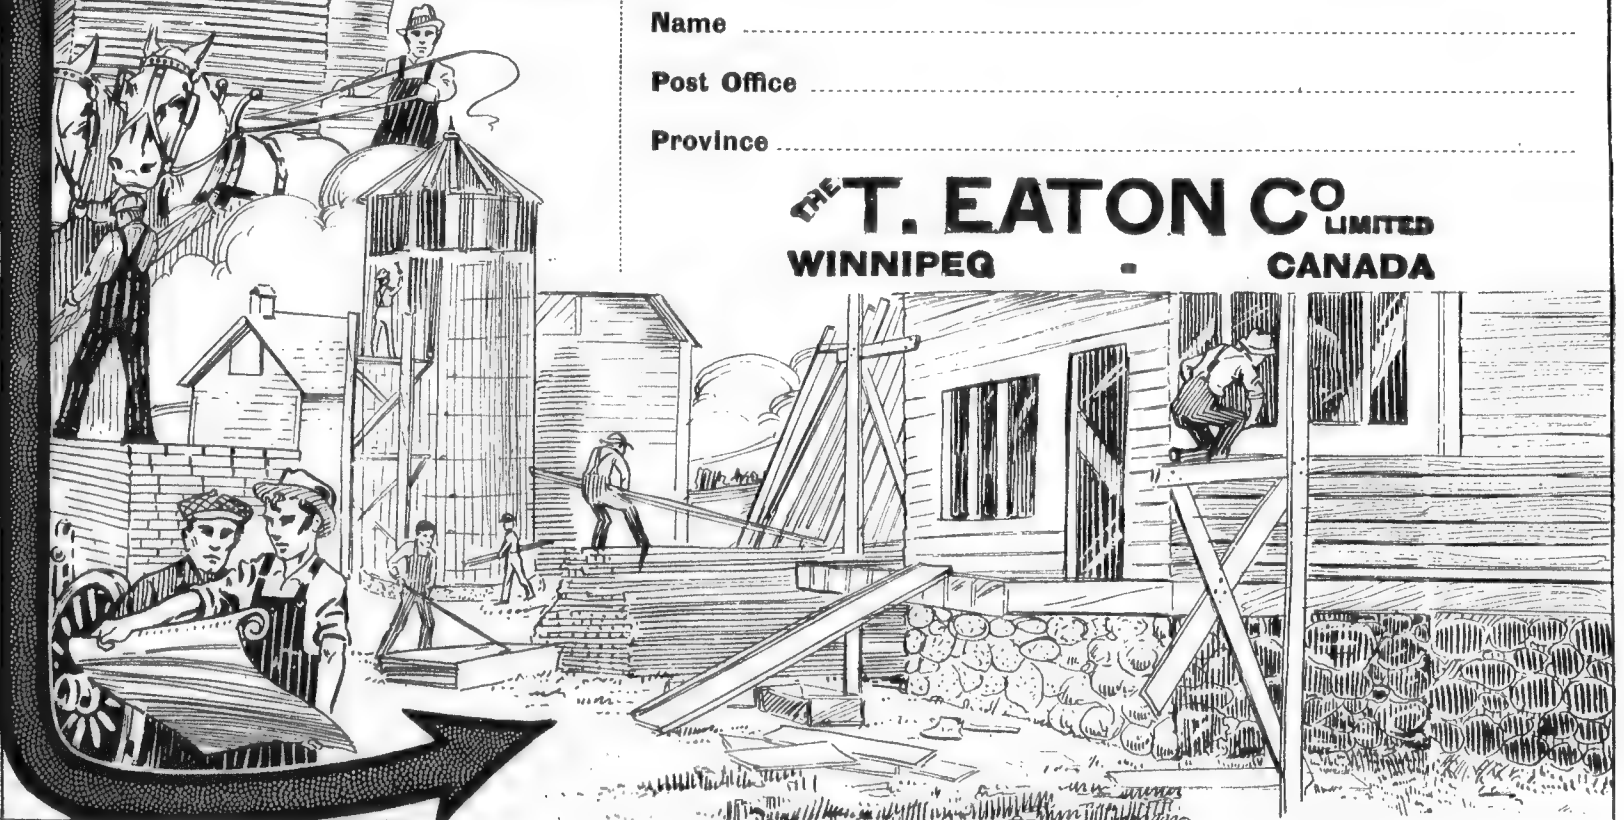 Name
Post Office
Province
THE T. EATON Co LIMITED
WINNIPEG - CANADA